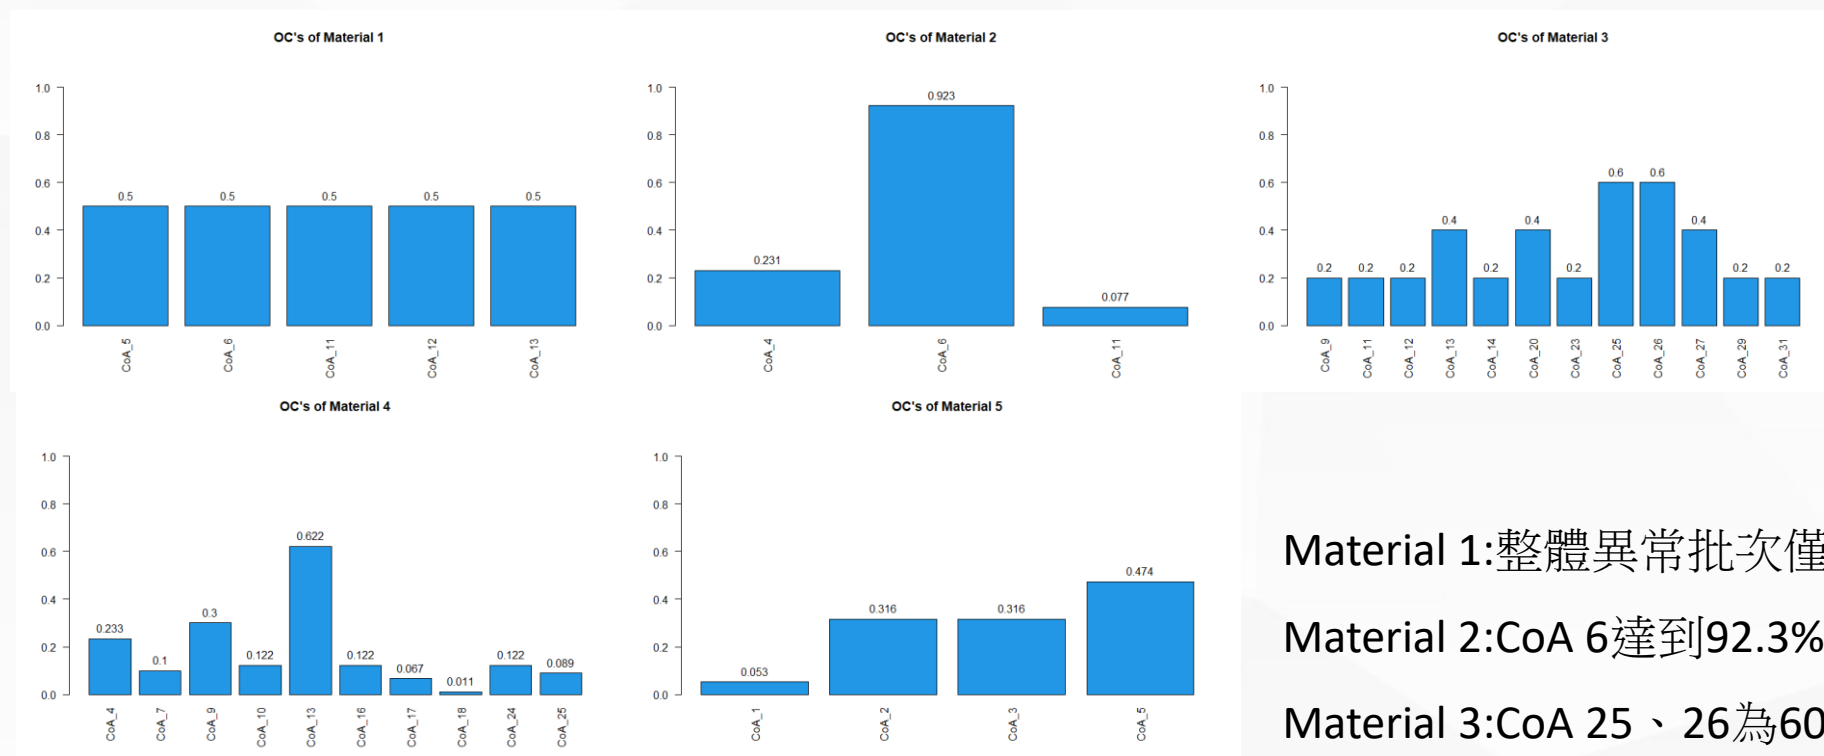 OC's of Material 1
1.0
0.8
0.6
0.4
0.2
0.0
0.5
0.5
0.5
0.5
0.5
CoA_5
CoA_6
CoA_11
CoA_12
CoA_13
OC's of Material 2
1.0
0.8
0.6
0.4
0.2
0.0
0.231
0.923
0.077
CoA_4
CoA_6
CoA_11
OC's of Material 3
1.0
0.8
0.6
0.4
0.2
0.0
0.2
0.2
0.2
0.4
0.2
0.4
0.2
0.6
0.6
0.4
0.2
0.2
CoA_9
CoA_11
CoA_12
CoA_13
CoA_14
CoA_20
CoA_23
CoA_25
CoA_26
CoA_27
CoA_29
CoA_31
OC's of Material 4
1.0
0.8
0.6
0.4
0.2
0.0
0.233
0.1
0.3
0.122
0.622
0.122
0.067
0.011
0.122
0.089
CoA_4
CoA_7
CoA_9
CoA_10
CoA_13
CoA_16
CoA_17
CoA_18
CoA_24
CoA_25
OC's of Material 5
1.0
0.8
0.6
0.4
0.2
0.0
0.053
0.316
0.316
0.474
CoA_1
CoA_2
CoA_3
CoA_5
Material 1:整體異常批次僅
Material 2:CoA 6達到92.3%
Material 3:CoA 25、26為60